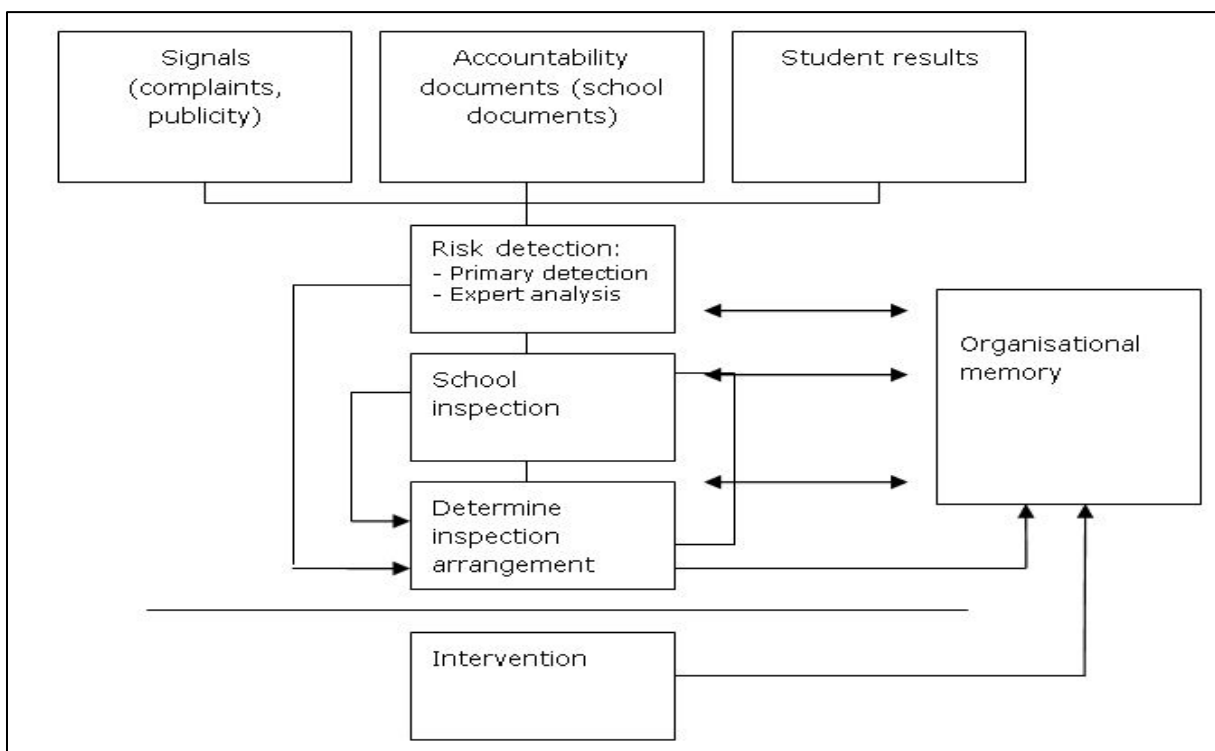 Signals
(complaints,
publicity)
Accountability
documents (school
documents)
Student results
Risk detection:
- Primary detection
- Expert analysis
School
inspection
Organisational
memory
Determine
inspection
arrangement
Intervention